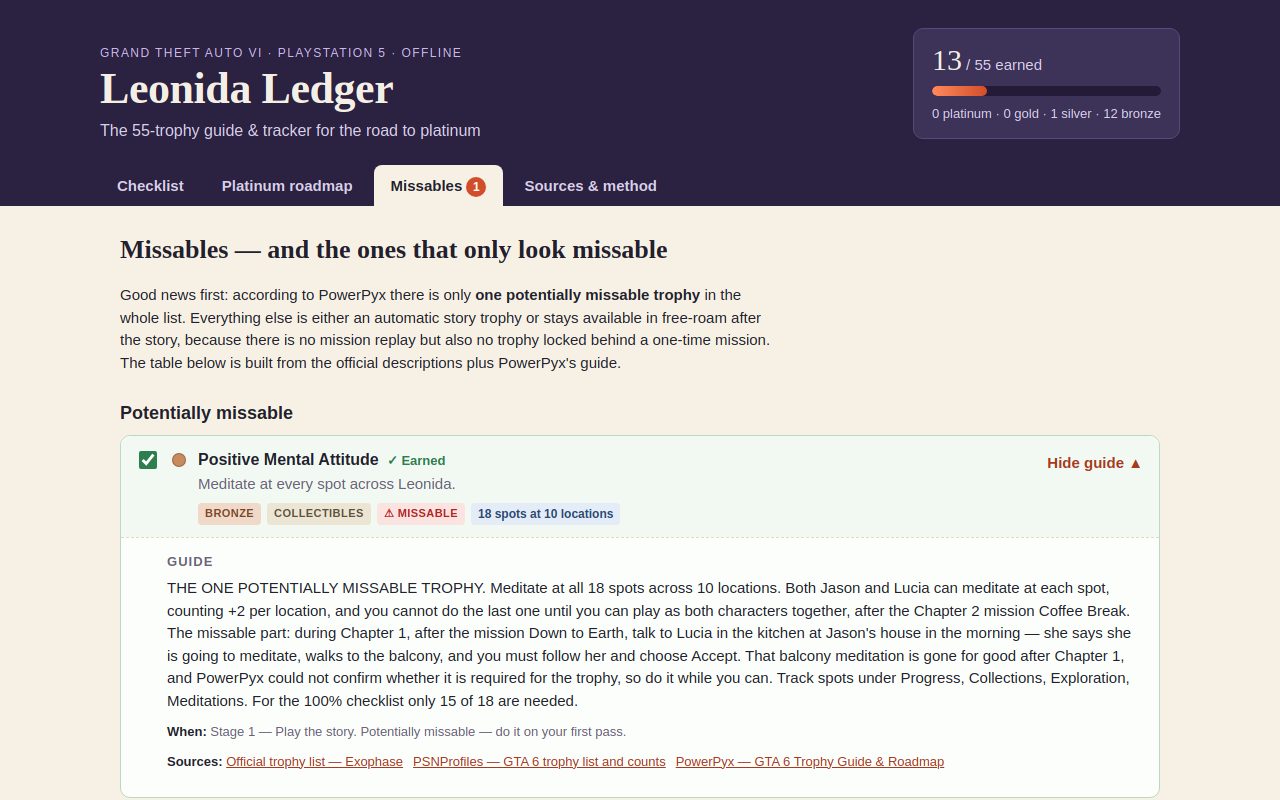 GRAND THEFT AUTO VI · PLAYSTATION 5 · OFFLINE
Leonida Ledger
The 55-trophy guide & tracker for the road to platinum
13 / 55 earned
0 platinum · 0 gold · 1 silver · 12 bronze
Checklist
Platinum roadmap
Missables 1
Sources & method
Missables — and the ones that only look missable
Good news first: according to PowerPyx there is only one potentially missable trophy in the
whole list. Everything else is either an automatic story trophy or stays available in free-roam after
the story, because there is no mission replay but also no trophy locked behind a one-time mission.
The table below is built from the official descriptions plus PowerPyx's guide.
Potentially missable
Positive Mental Attitude ✓ Earned
Hide guide ▲
Meditate at every spot across Leonida.
BRONZE COLLECTIBLES ⚠ MISSABLE 18 spots at 10 locations
GUIDE
THE ONE POTENTIALLY MISSABLE TROPHY. Meditate at all 18 spots across 10 locations. Both Jason and Lucia can meditate at each spot,
counting +2 per location, and you cannot do the last one until you can play as both characters together, after the Chapter 2 mission Coffee Break.
The missable part: during Chapter 1, after the mission Down to Earth, talk to Lucia in the kitchen at Jason's house in the morning — she says she
is going to meditate, walks to the balcony, and you must follow her and choose Accept. That balcony meditation is gone for good after Chapter 1,
and PowerPyx could not confirm whether it is required for the trophy, so do it while you can. Track spots under Progress, Collections, Exploration,
Meditations. For the 100% checklist only 15 of 18 are needed.
When: Stage 1 — Play the story. Potentially missable — do it on your first pass.
Sources: Official trophy list — Exophase PSNProfiles — GTA 6 trophy list and counts PowerPyx — GTA 6 Trophy Guide & Roadmap